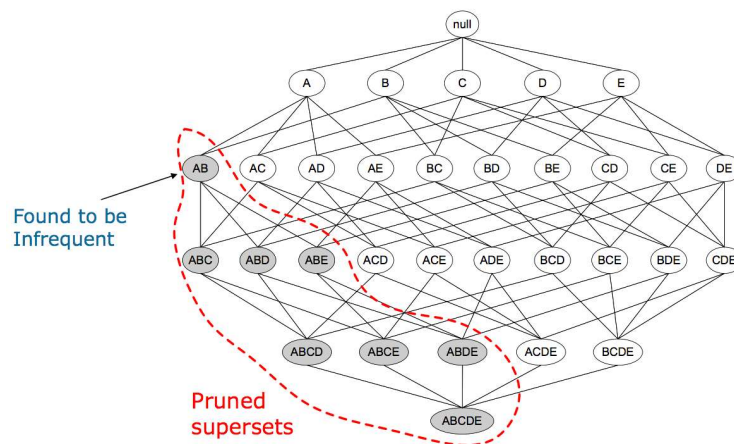 null
A B C D E
AB AC AD AE BC BD BE CD CE DE
Found to be
Infrequent
ABC ABD ABE ACD ACE ADE BCD BCE BDE CDE
ABCD ABCE ABDE ACDE BCDE
Pruned
supersets
ABCDE